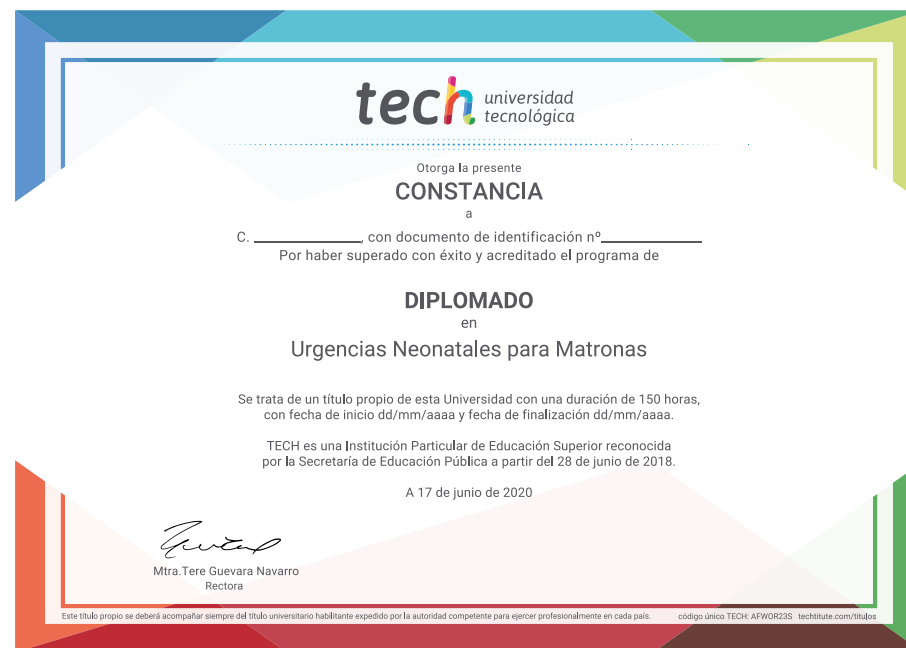 tech universidad
tecnológica
Otorga la presente
CONSTANCIA
a
C. ____________, con documento de identificación nº____________
Por haber superado con éxito y acreditado el programa de
DIPLOMADO
en
Urgencias Neonatales para Matronas
Se trata de un título propio de esta Universidad con una duración de 150 horas,
con fecha de inicio dd/mm/aaaa y fecha de finalización dd/mm/aaaa.
TECH es una Institución Particular de Educación Superior reconocida
por la Secretaría de Educación Pública a partir del 28 de junio de 2018.
A 17 de junio de 2020
Mtra.Tere Guevara Navarro
Rectora
Este título propio se deberá acompañar siempre del título universitario habilitante expedido por la autoridad competente para ejercer profesionalmente en cada país. código único TECH: AFWOR23S techtitute.com/titulos